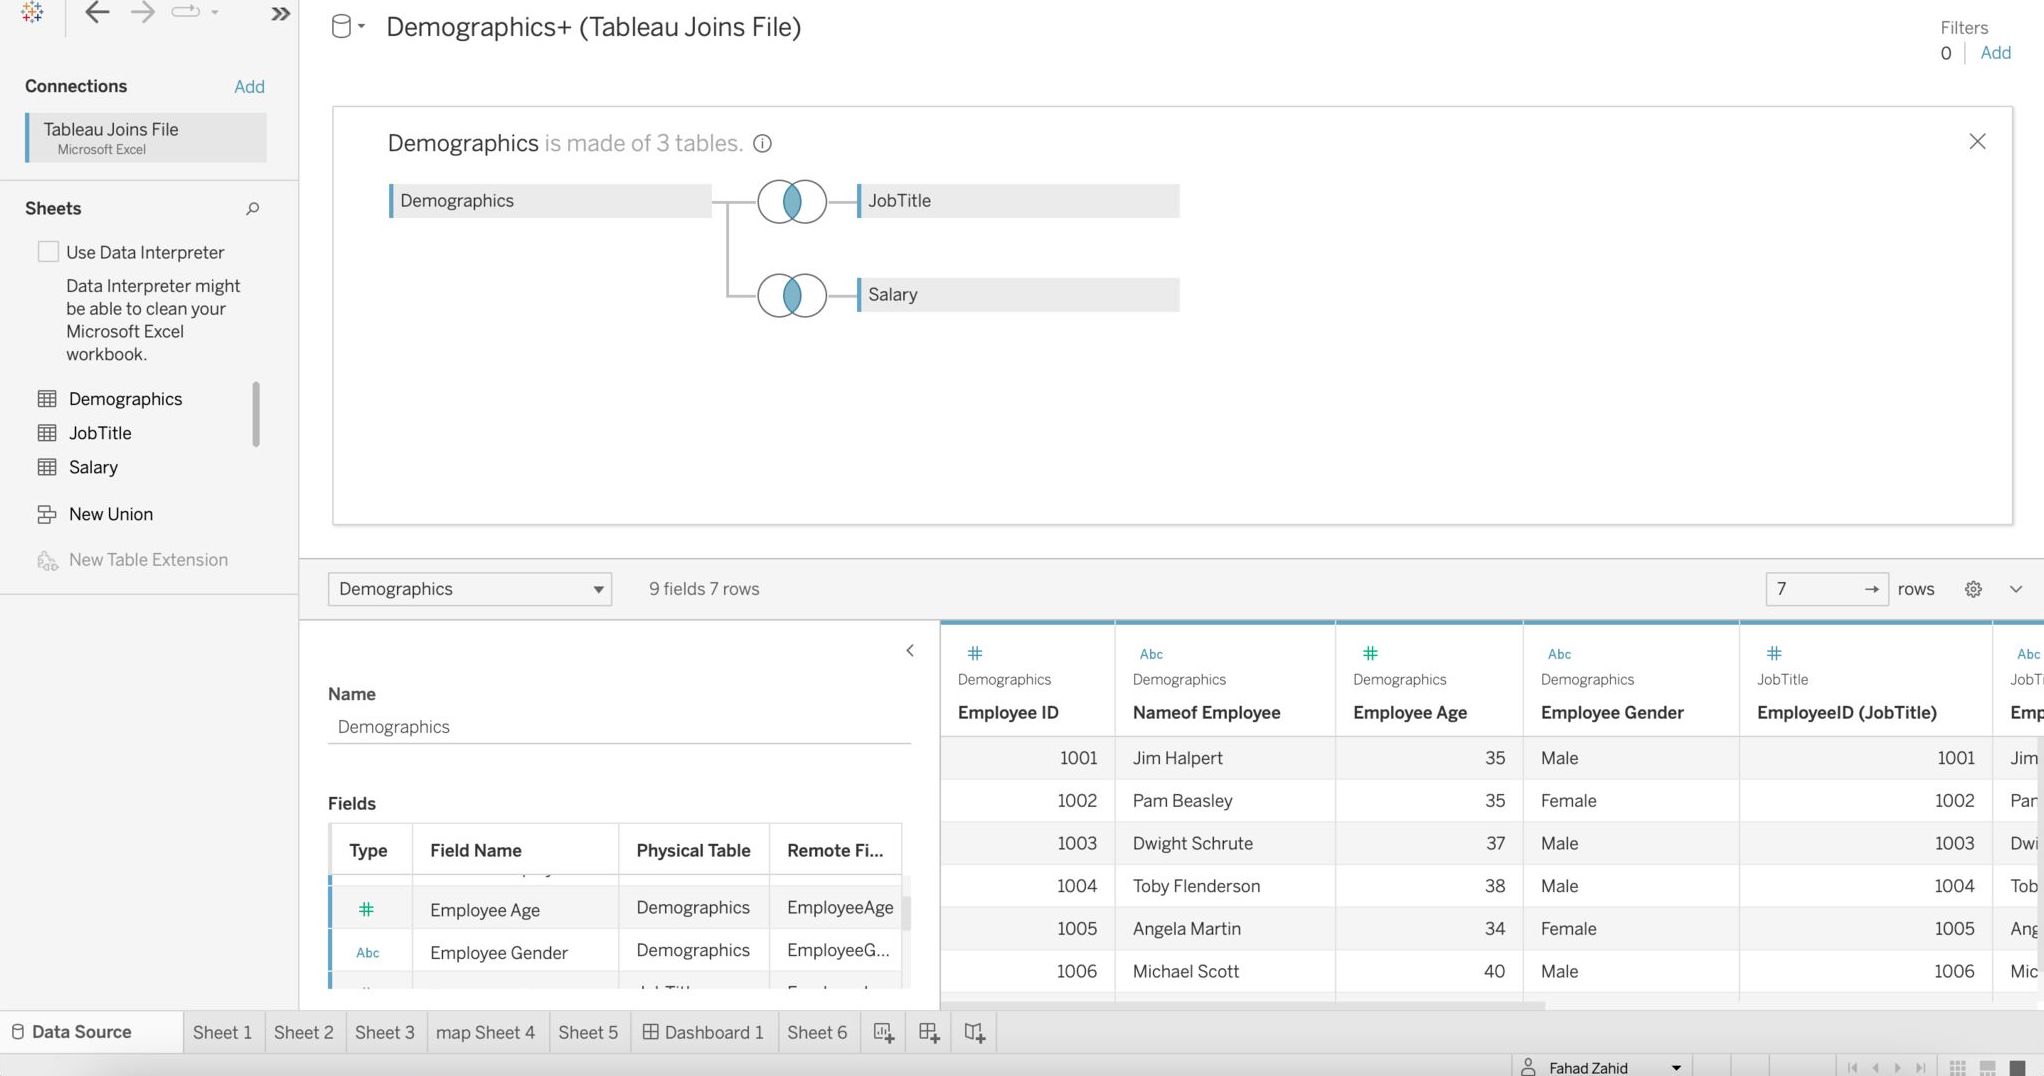 Demographics+ (Tableau Joins File)
Filters
0 Add
Connections Add
Tableau Joins File
Microsoft Excel
Sheets
Use Data Interpreter
Data Interpreter might
be able to clean your
Microsoft Excel
workbook.
Demographics
JobTitle
Salary
New Union
New Table Extension
Demographics is made of 3 tables.
Demographics JobTitle
Salary
Demographics 9 fields 7 rows 7 rows
Name
Demographics
Fields
Type Field Name Physical Table Remote Fi...
# Employee Age Demographics EmployeeAge
Abc Employee Gender Demographics EmployeeG...
# Abc # Abc # Abc
Demographics Demographics Demographics Demographics JobTitle JobTi
Employee ID Nameof Employee Employee Age Employee Gender EmployeeID (JobTitle) Emp
1001 Jim Halpert 35 Male 1001 Jim
1002 Pam Beasley 35 Female 1002 Pam
1003 Dwight Schrute 37 Male 1003 Dwi
1004 Toby Flenderson 38 Male 1004 Tob
1005 Angela Martin 34 Female 1005 Ang
1006 Michael Scott 40 Male 1006 Mic
Data Source Sheet 1 Sheet 2 Sheet 3 map Sheet 4 Sheet 5 Dashboard 1 Sheet 6
Fahad Zahid